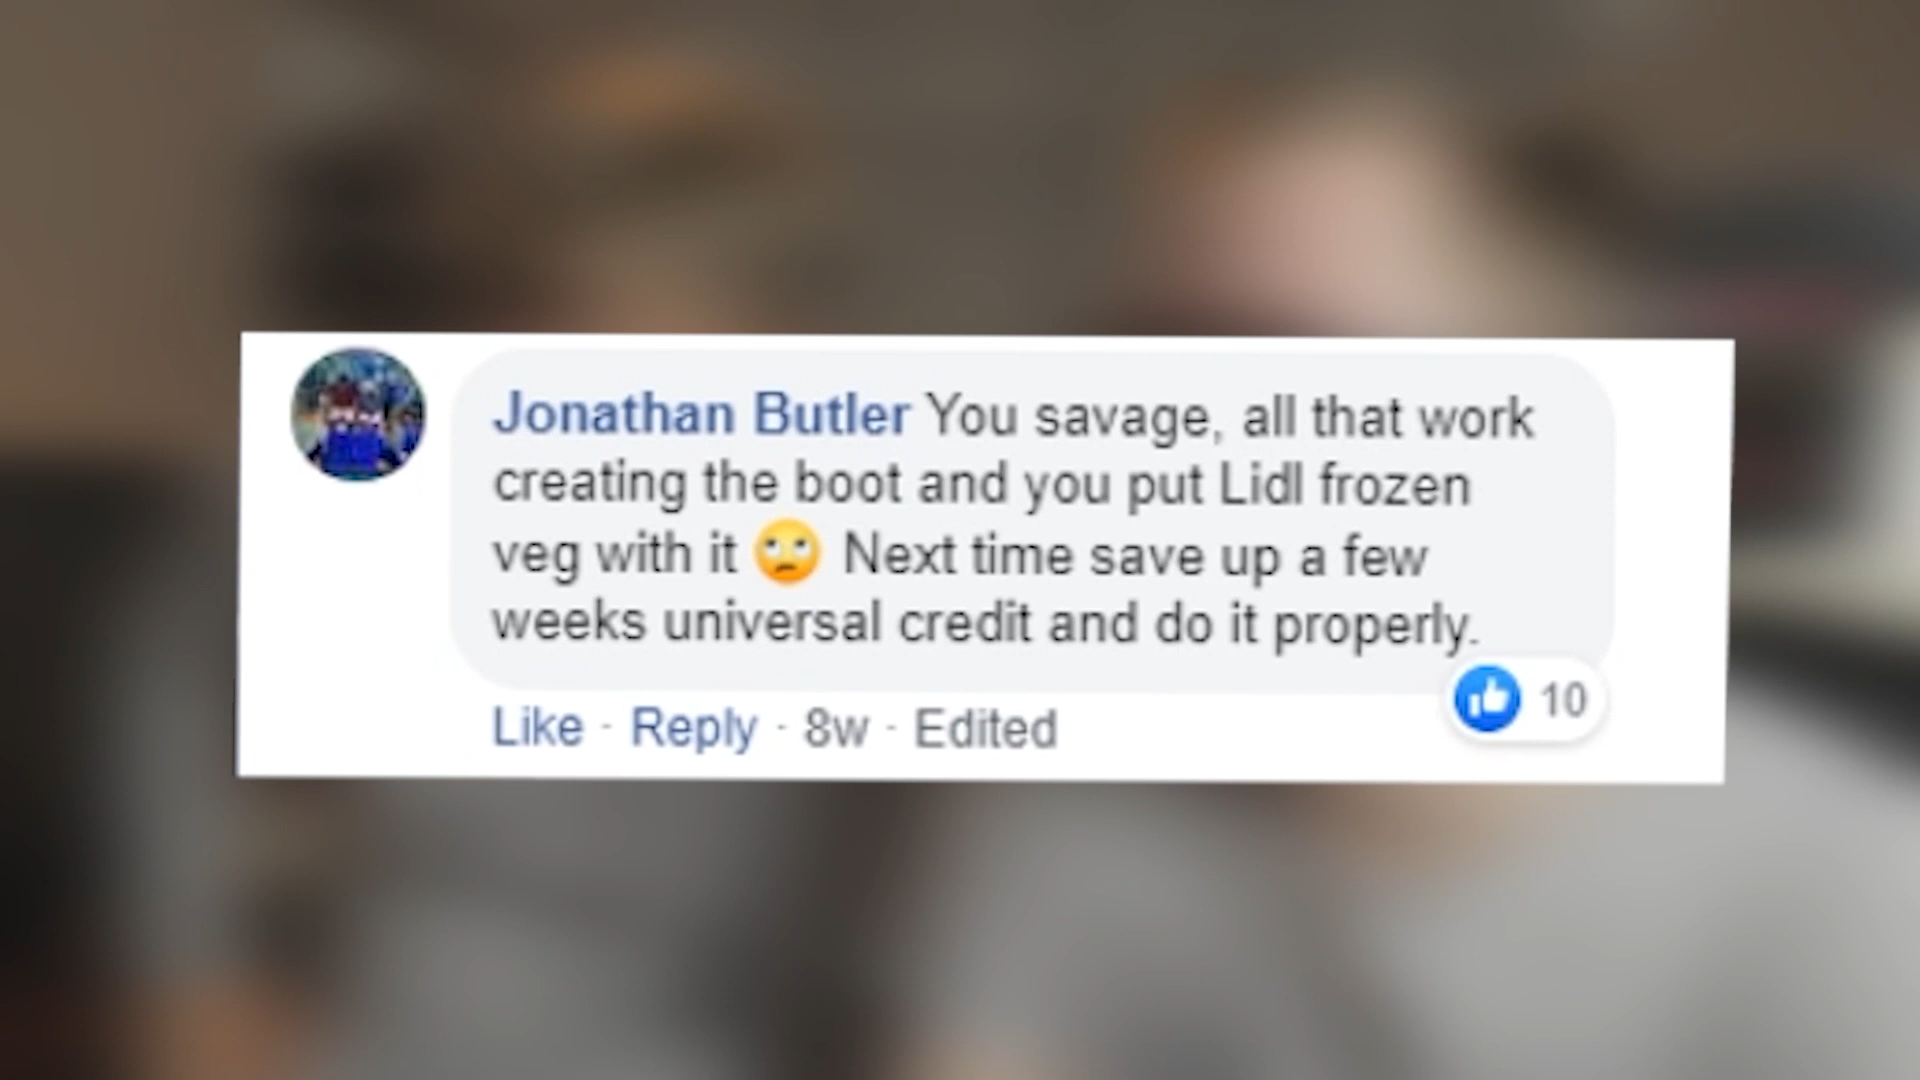 Jonathan Butler You savage, all that work
creating the boot and you put Lidl frozen
veg with it 🙄 Next time save up a few
weeks universal credit and do it properly.
10
Like · Reply · 8w · Edited